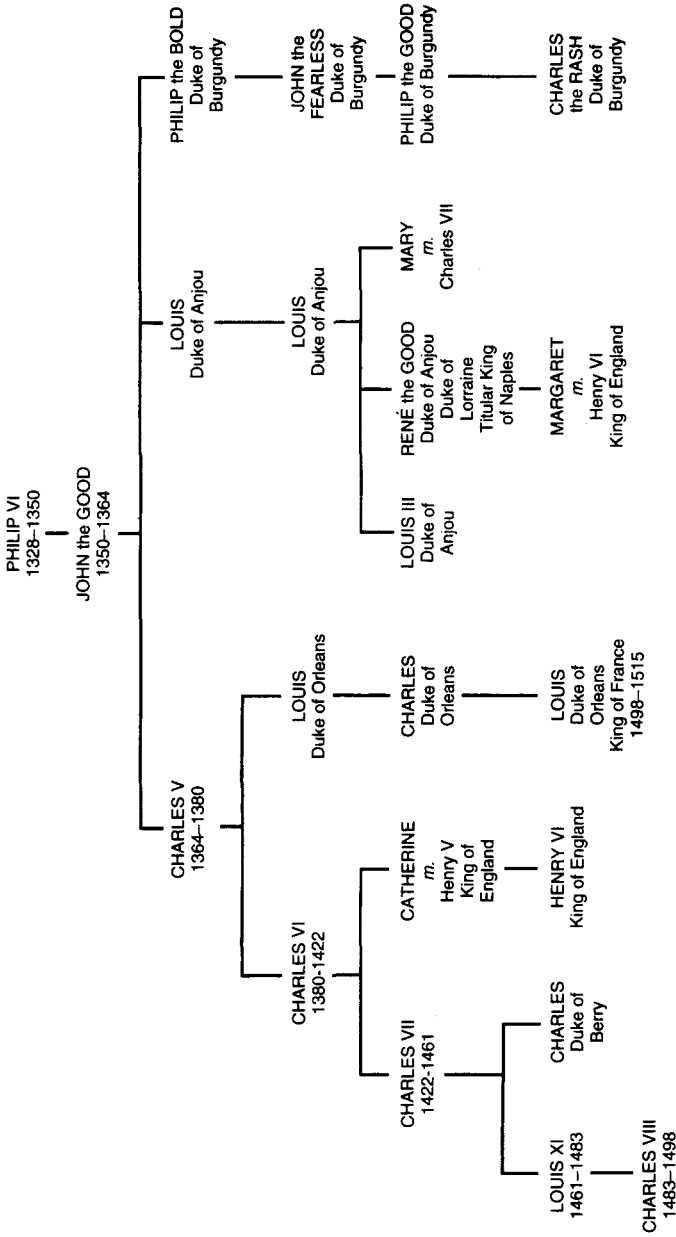 PHILIP VI
1328–1350
JOHN the GOOD
1350–1364
CHARLES V
1364–1380
LOUIS
Duke of Anjou
PHILIP the BOLD
Duke of
Burgundy
CHARLES VI
1380-1422
LOUIS
Duke of Orleans
LOUIS
Duke of Anjou
JOHN the
FEARLESS
Duke of
Burgundy
CHARLES VII
1422-1461
CATHERINE
m.
Henry V
King of
England
CHARLES
Duke of
Orleans
LOUIS III
Duke of
Anjou
RENÉ the GOOD
Duke of Anjou
Duke of
Lorraine
Titular King
of Naples
MARY
m.
Charles VII
PHILIP the GOOD
Duke of Burgundy
LOUIS XI
1461–1483
CHARLES
Duke of
Berry
HENRY VI
King of England
LOUIS
Duke of
Orleans
King of France
1498–1515
MARGARET
m.
Henry VI
King of England
CHARLES
the RASH
Duke of
Burgundy
CHARLES VIII
1483–1498